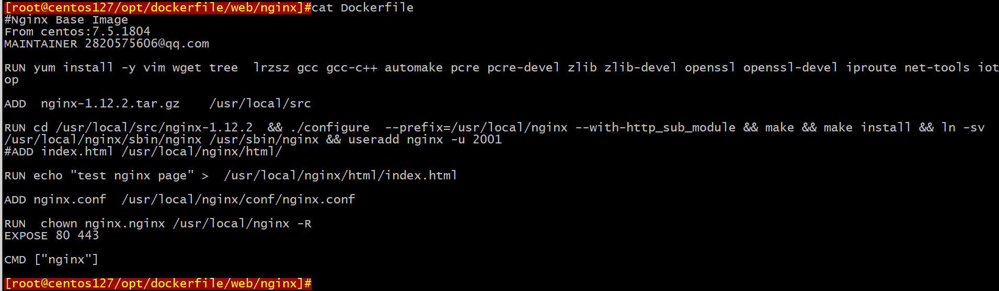 [root@centos127/opt/dockerfile/web/nginx]#cat Dockerfile
#Nginx Base Image
From centos:7.5.1804
MAINTAINER 2820575606@qq.com
RUN yum install -y vim wget tree  lrzsz gcc gcc-c++ automake pcre pcre-devel zlib zlib-devel openssl openssl-devel iproute net-tools iot
op
ADD  nginx-1.12.2.tar.gz    /usr/local/src
RUN cd /usr/local/src/nginx-1.12.2  && ./configure  --prefix=/usr/local/nginx --with-http_sub_module && make && make install && ln -sv
/usr/local/nginx/sbin/nginx /usr/sbin/nginx && useradd nginx -u 2001
#ADD index.html /usr/local/nginx/html/
RUN echo "test nginx page" >  /usr/local/nginx/html/index.html
ADD nginx.conf  /usr/local/nginx/conf/nginx.conf
RUN  chown nginx.nginx /usr/local/nginx -R
EXPOSE 80 443
CMD ["nginx"]
[root@centos127/opt/dockerfile/web/nginx]#